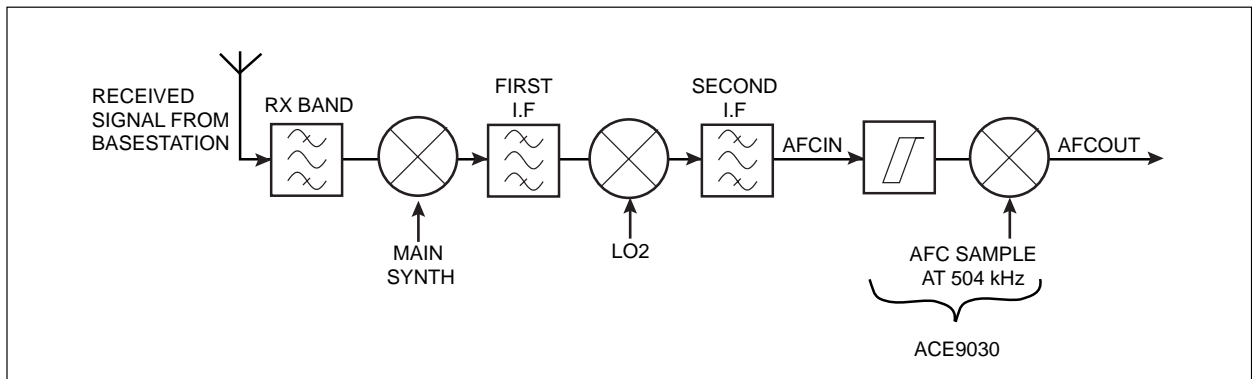 RECEIVED
SIGNAL FROM
BASESTATION
RX BAND
FIRST
I.F
SECOND
I.F
AFCIN
AFCOUT
MAIN
SYNTH
LO2
AFC SAMPLE
AT 504 kHz
ACE9030